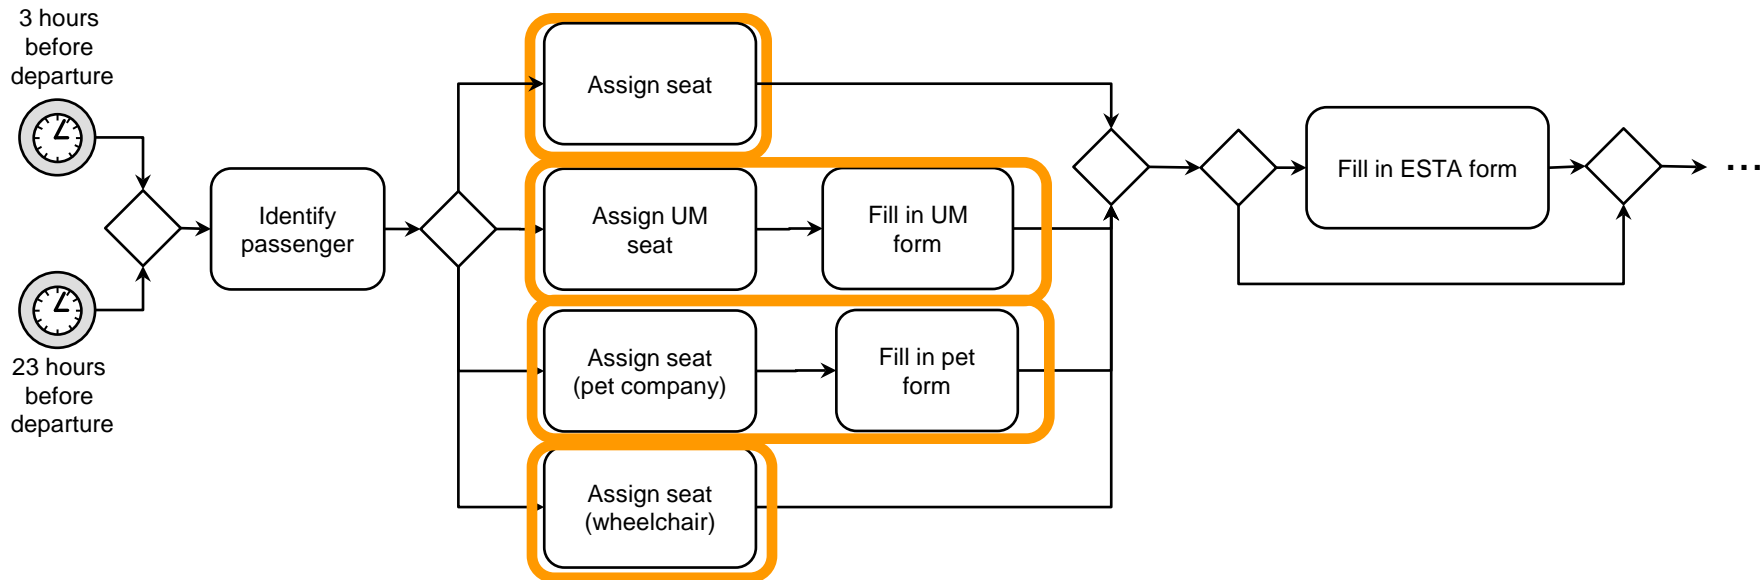 3 hours
before
departure
23 hours
before
departure
Identify
passenger
Assign seat
Assign UM
seat
Fill in UM
form
Assign seat
(pet company)
Fill in pet
form
Assign seat
(wheelchair)
Fill in ESTA form
...